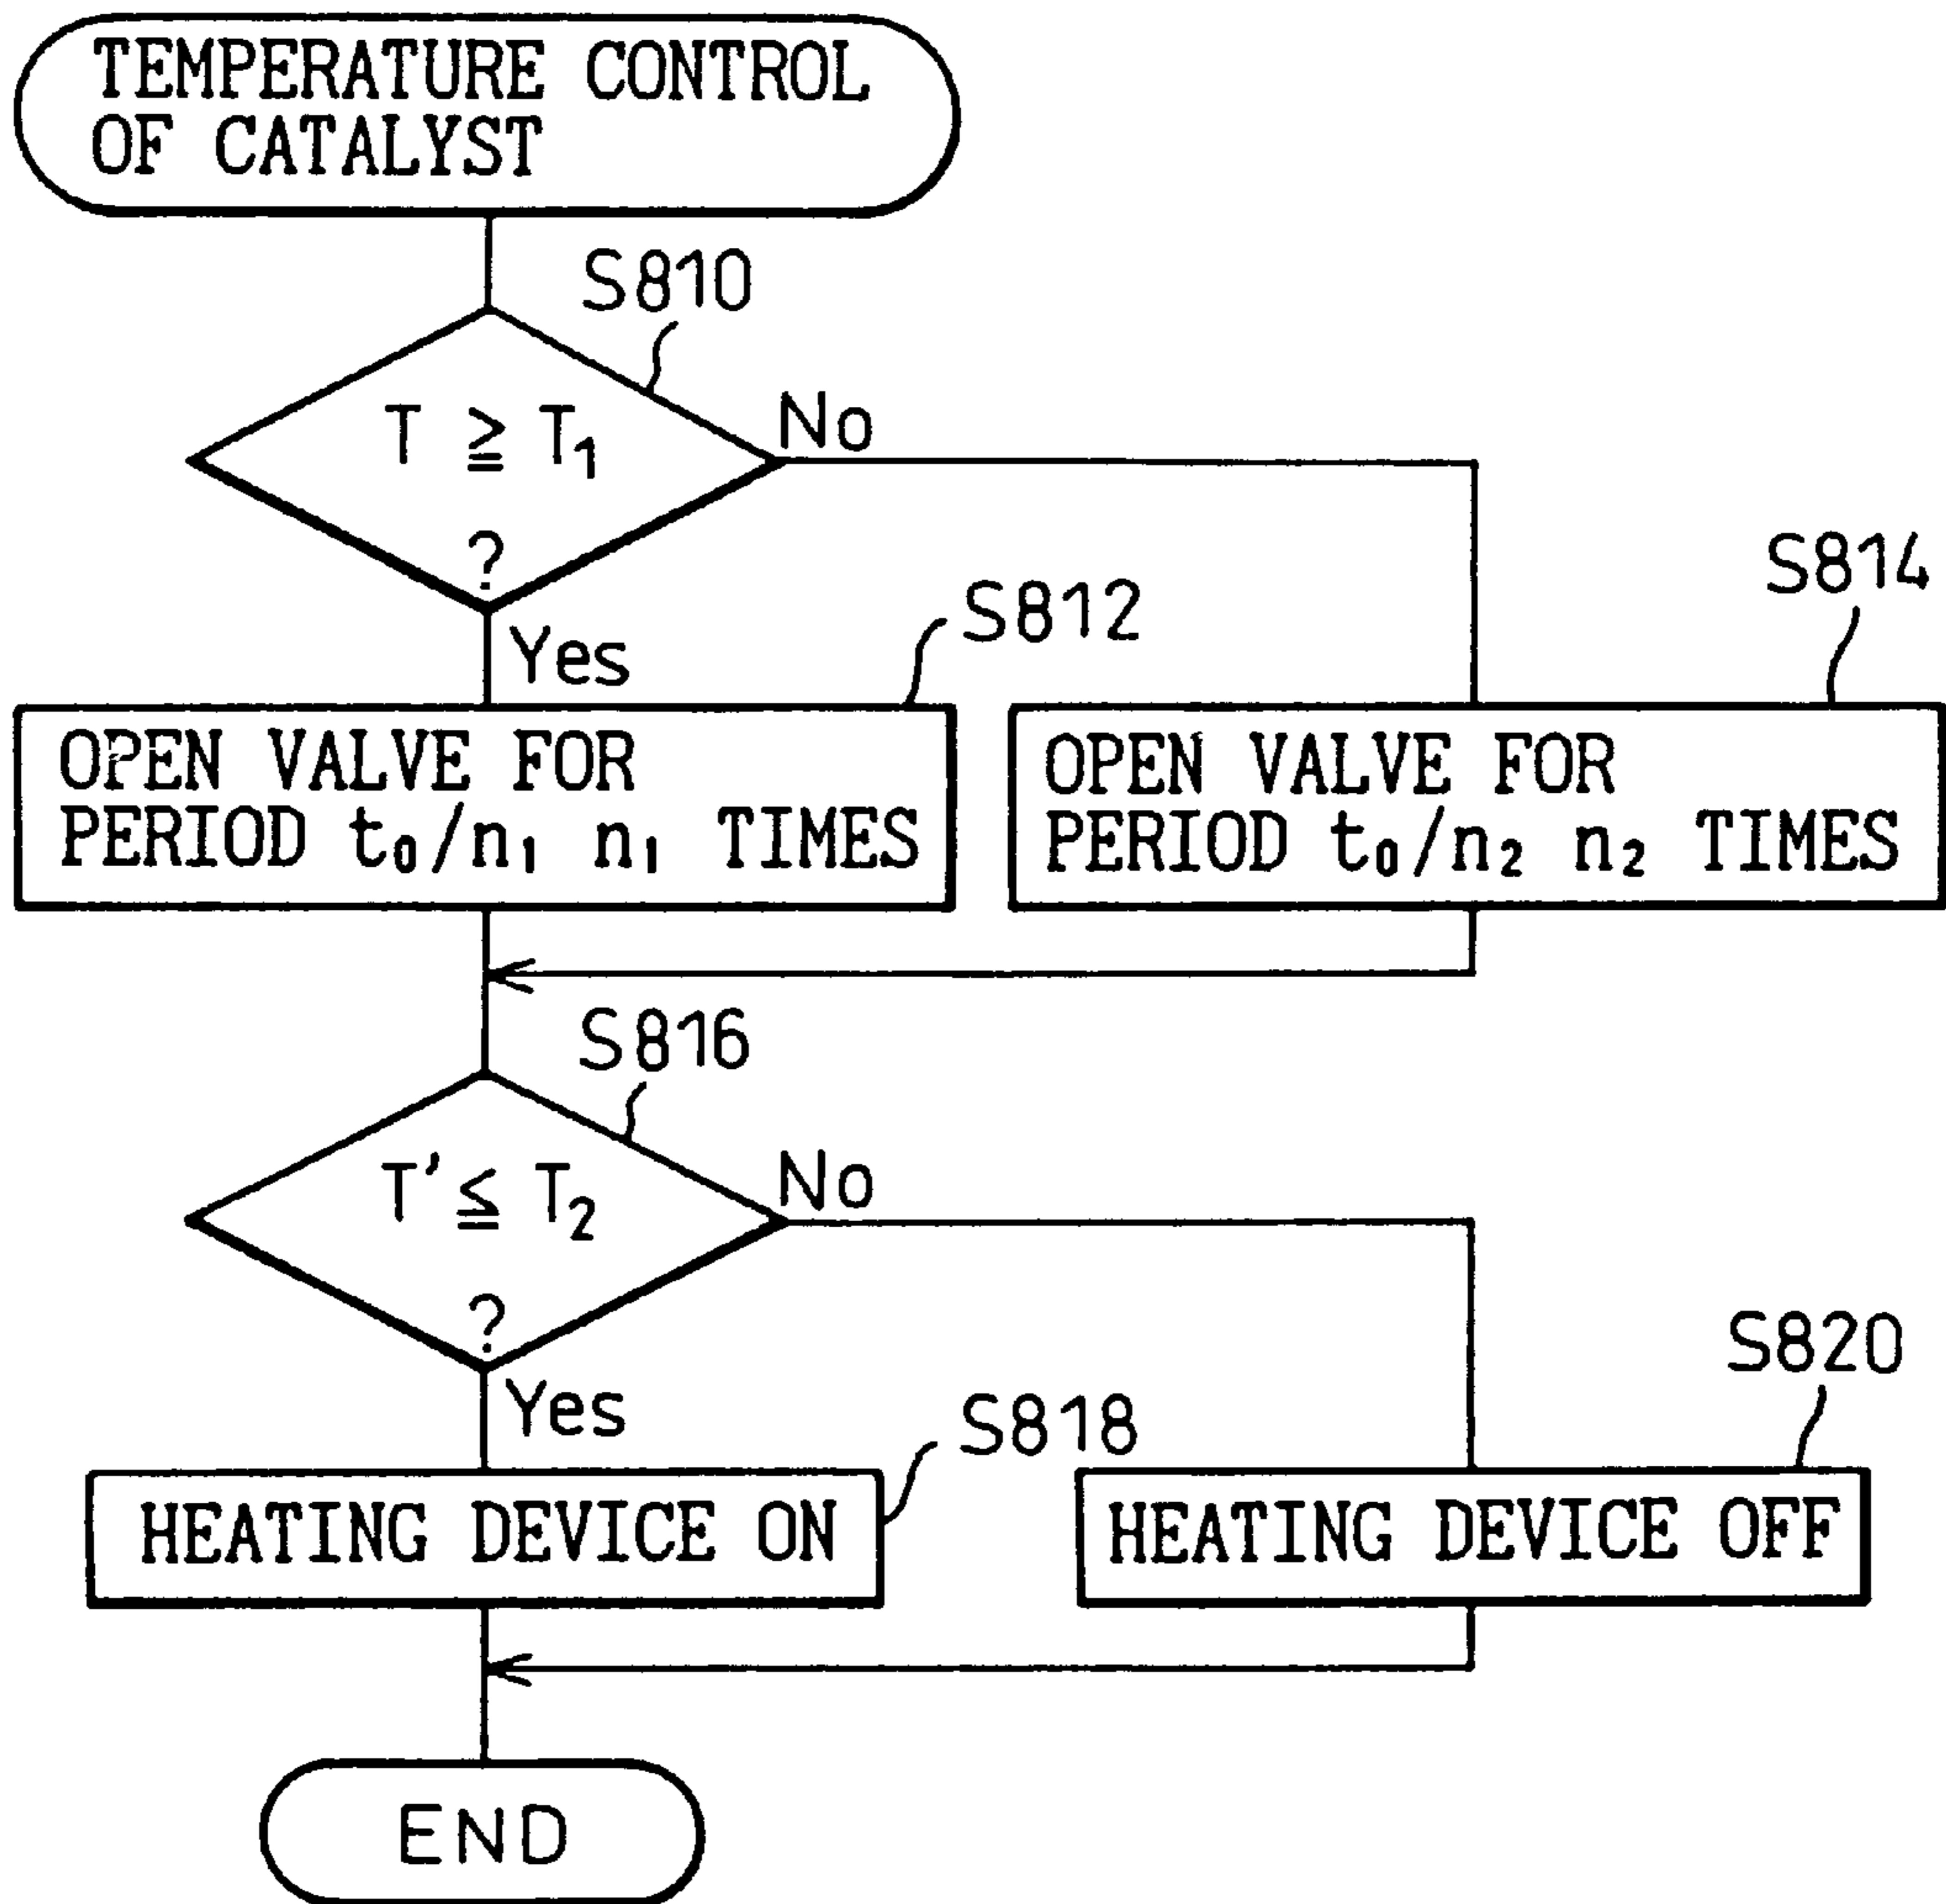 TEMPERATURE CONTROL
OF CATALYST
S810
T ≧ T₁
?
No
Yes
S812
S814
OPEN VALVE FOR
PERIOD t₀/n₁ n₁ TIMES
OPEN VALVE FOR
PERIOD t₀/n₂ n₂ TIMES
S816
T' ≦ T₂
?
No
Yes
S818
S820
HEATING DEVICE ON
HEATING DEVICE OFF
END